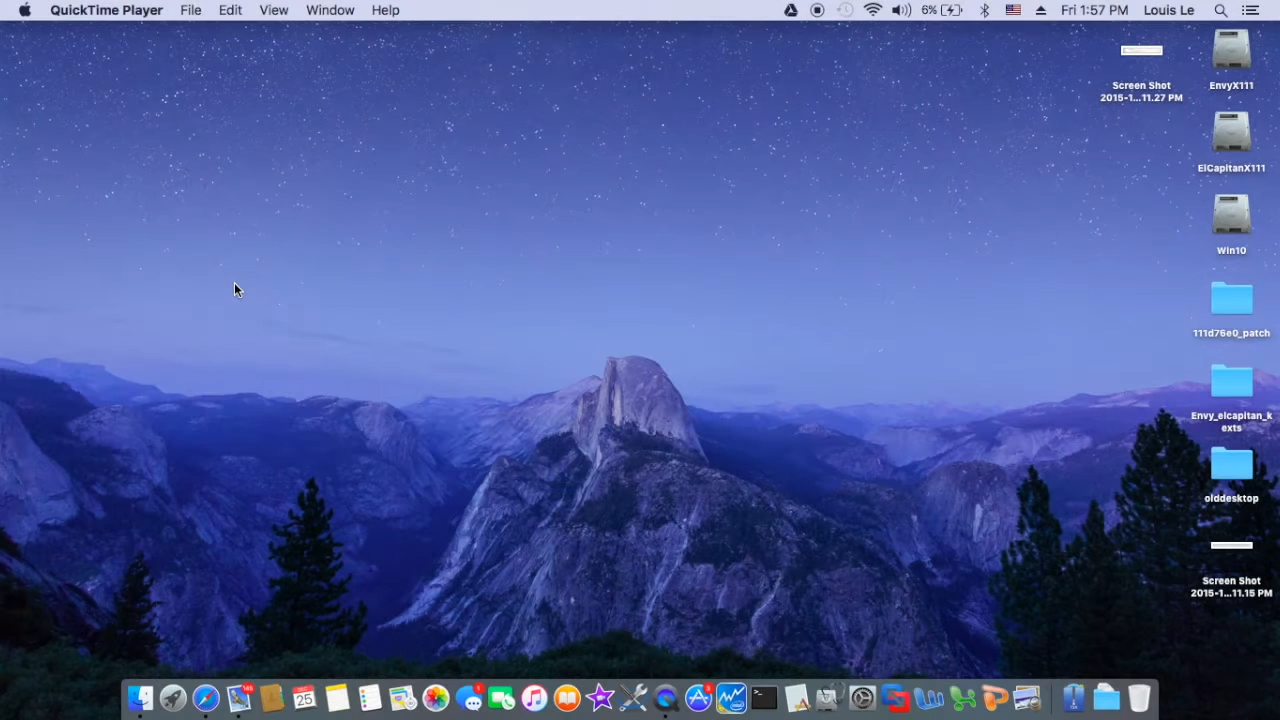 QuickTime Player File Edit View Window Help 6% Fri 1:57 PM Louis Le
Screen Shot
2015-1...11.27 PM
EnvyX111
ElCapitanX111
Win10
111d76e0_patch
Envy_elcapitan_k
exts
olddesktop
Screen Shot
2015-1...11.15 PM
25